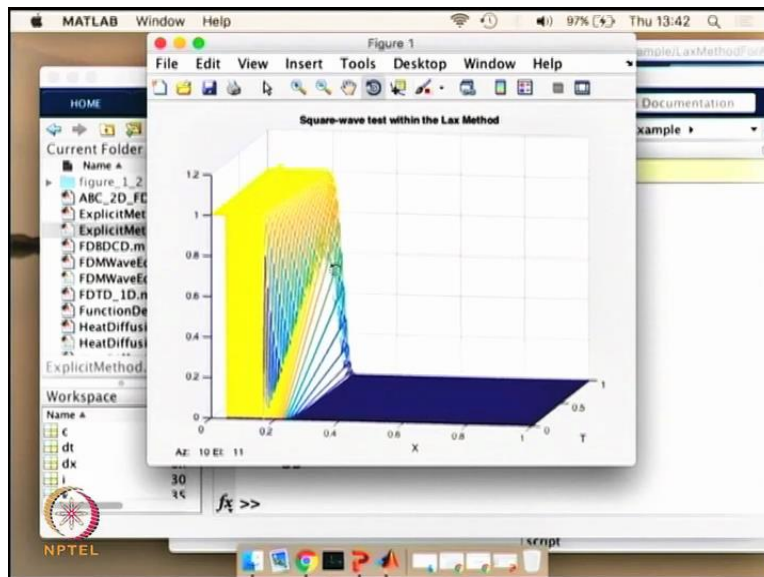 MATLAB Window Help 97% Thu 13:42
Figure 1
File Edit View Insert Tools Desktop Window Help
HOME
Documentation
Current Folder
Name
figure_1_2
ABC_2D_FD
ExplicitMet
ExplicitMet
FDBDCD.m
FDMWaveEc
FDMWaveEc
FDTD_1D.m
FunctionDe
HeatDiffusi
HeatDiffusi
ExplicitMethod.
Workspace
Name
c
dt
dx
i
30
35
Square-wave test within the Lax Method
1.2
1
0.8
0.6
0.4
0.2
0
0 0.2 0.4 0.6 0.8 1
X
0 0.5 1
T
Az: 10 El: 11
fx >>
NPTEL
script